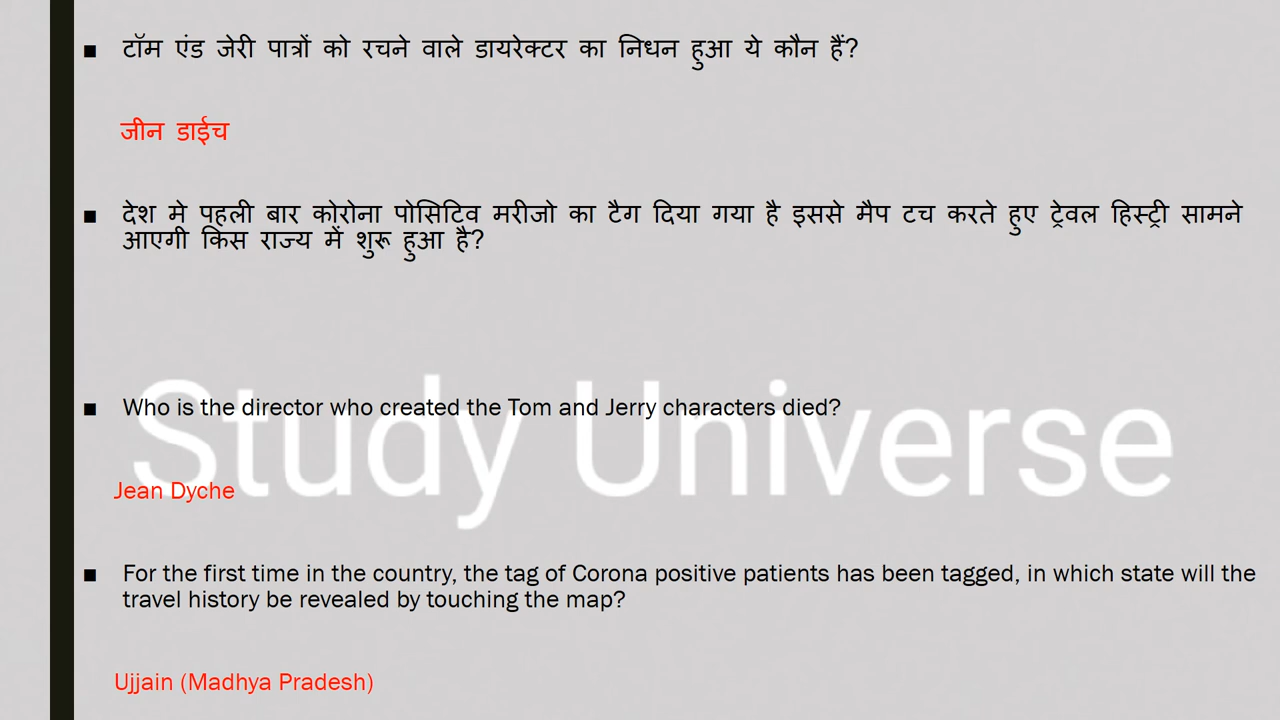 ■ टॉम एंड जेरी पात्रों को रचने वाले डायरेक्टर का निधन हुआ ये कौन हैं?
जीन डाईच
■ देश मे पहली बार कोरोना पोसिटिव मरीजो का टैग दिया गया है इससे मैप टच करते हुए ट्रेवल हिस्ट्री सामने
आएगी किस राज्य में शुरू हुआ है?
Study Universe
■ Who is the director who created the Tom and Jerry characters died?
Jean Dyche
■ For the first time in the country, the tag of Corona positive patients has been tagged, in which state will the
travel history be revealed by touching the map?
Ujjain (Madhya Pradesh)